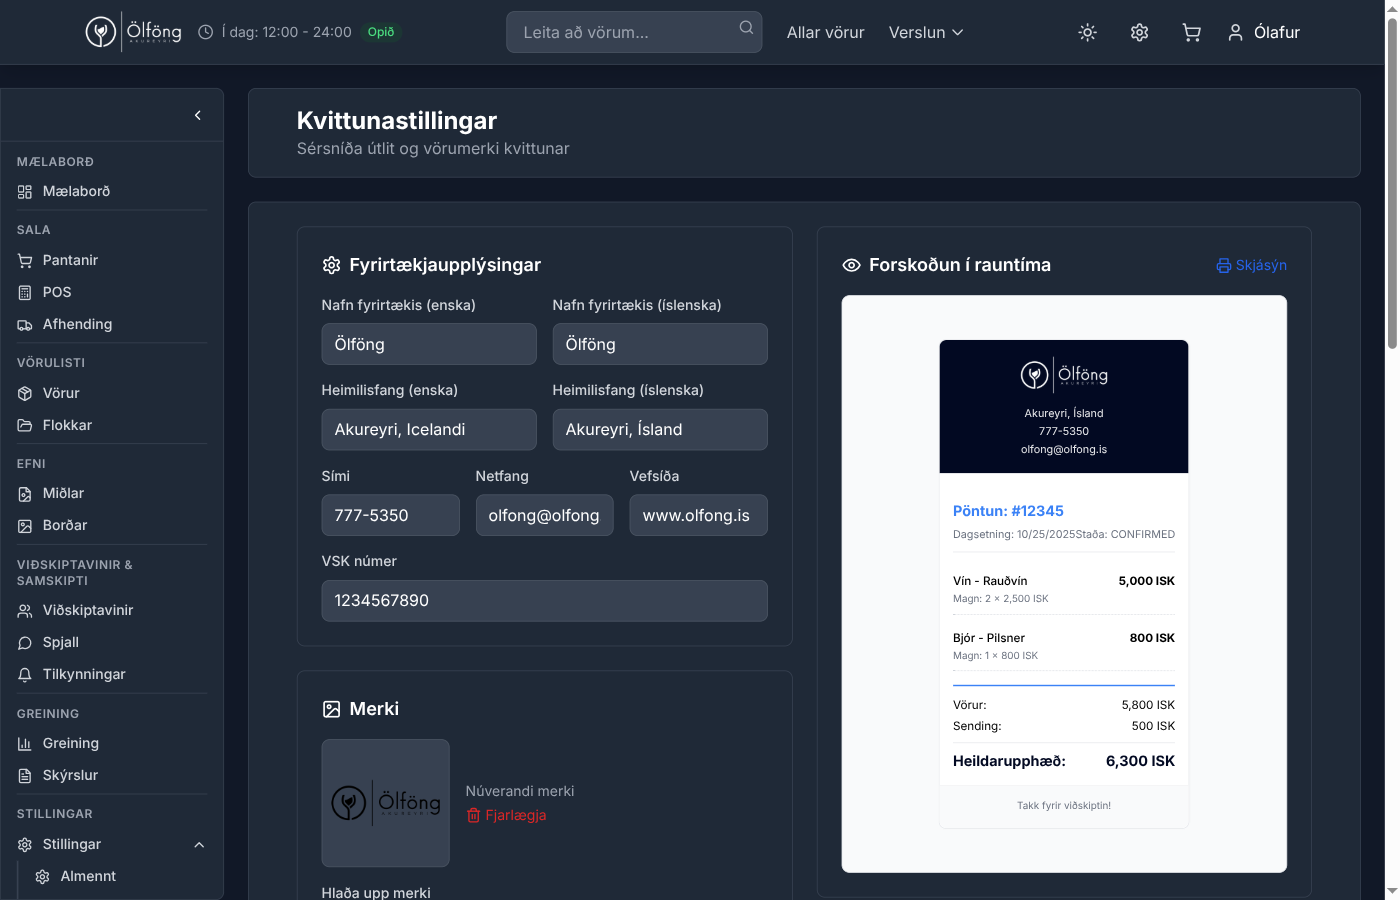 Ölföng
AKUREYRI
Í dag: 12:00 - 24:00
Opið
Leita að vörum...
Allar vörur
Verslun
Ólafur
MÆLABORÐ
Mælaborð
SALA
Pantanir
POS
Afhending
VÖRULISTI
Vörur
Flokkar
EFNI
Miðlar
Borðar
VIÐSKIPTAVINIR &
SAMSKIPTI
Viðskiptavinir
Spjall
Tilkynningar
GREINING
Greining
Skýrslur
STILLINGAR
Stillingar
Almennt
Kvittunastillingar
Sérsníða útlit og vörumerki kvittunar
Fyrirtækjaupplýsingar
Nafn fyrirtækis (enska)
Nafn fyrirtækis (íslenska)
Ölföng
Ölföng
Heimilisfang (enska)
Heimilisfang (íslenska)
Akureyri, Icelandi
Akureyri, Ísland
Sími
Netfang
Vefsíða
777-5350
olfong@olfong
www.olfong.is
VSK númer
1234567890
Merki
Ölföng
AKUREYRI
Núverandi merki
Fjarlægja
Hlaða upp merki
Forskoðun í rauntíma
Skjásýn
Ölföng
AKUREYRI
Akureyri, Ísland
777-5350
olfong@olfong.is
Pöntun: #12345
Dagsetning: 10/25/2025Staða: CONFIRMED
Vín - Rauðvín
5,000 ISK
Magn: 2 × 2,500 ISK
Bjór - Pilsner
800 ISK
Magn: 1 × 800 ISK
Vörur:
5,800 ISK
Sending:
500 ISK
Heildarupphæð:
6,300 ISK
Takk fyrir viðskiptin!